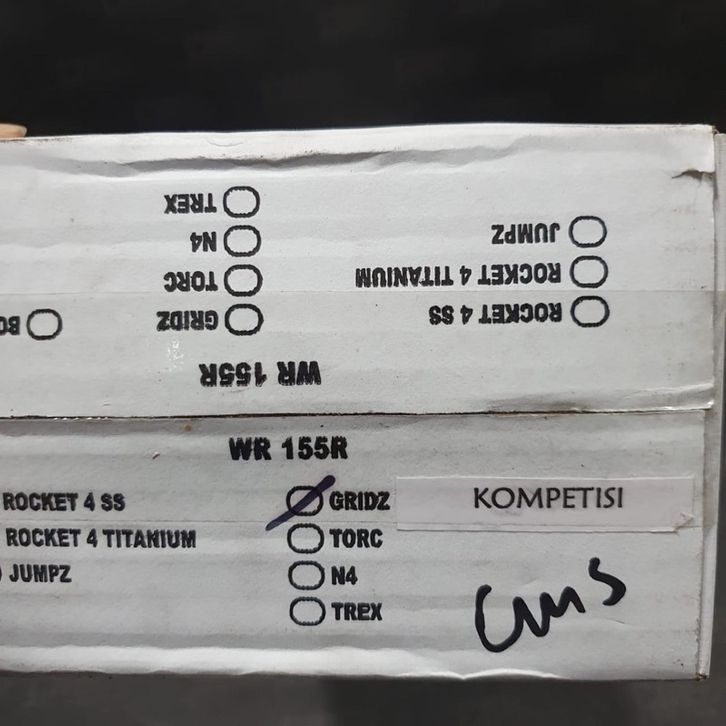 TREX
N4
TORC
GRIDZ
JUMPZ
ROCKET 4 TITANIUM
ROCKET 4 SS
WR 155R
WR 155R
ROCKET 4 SS
ROCKET 4 TITANIUM
JUMPZ
GRIDZ
TORC
N4
TREX
KOMPETISI